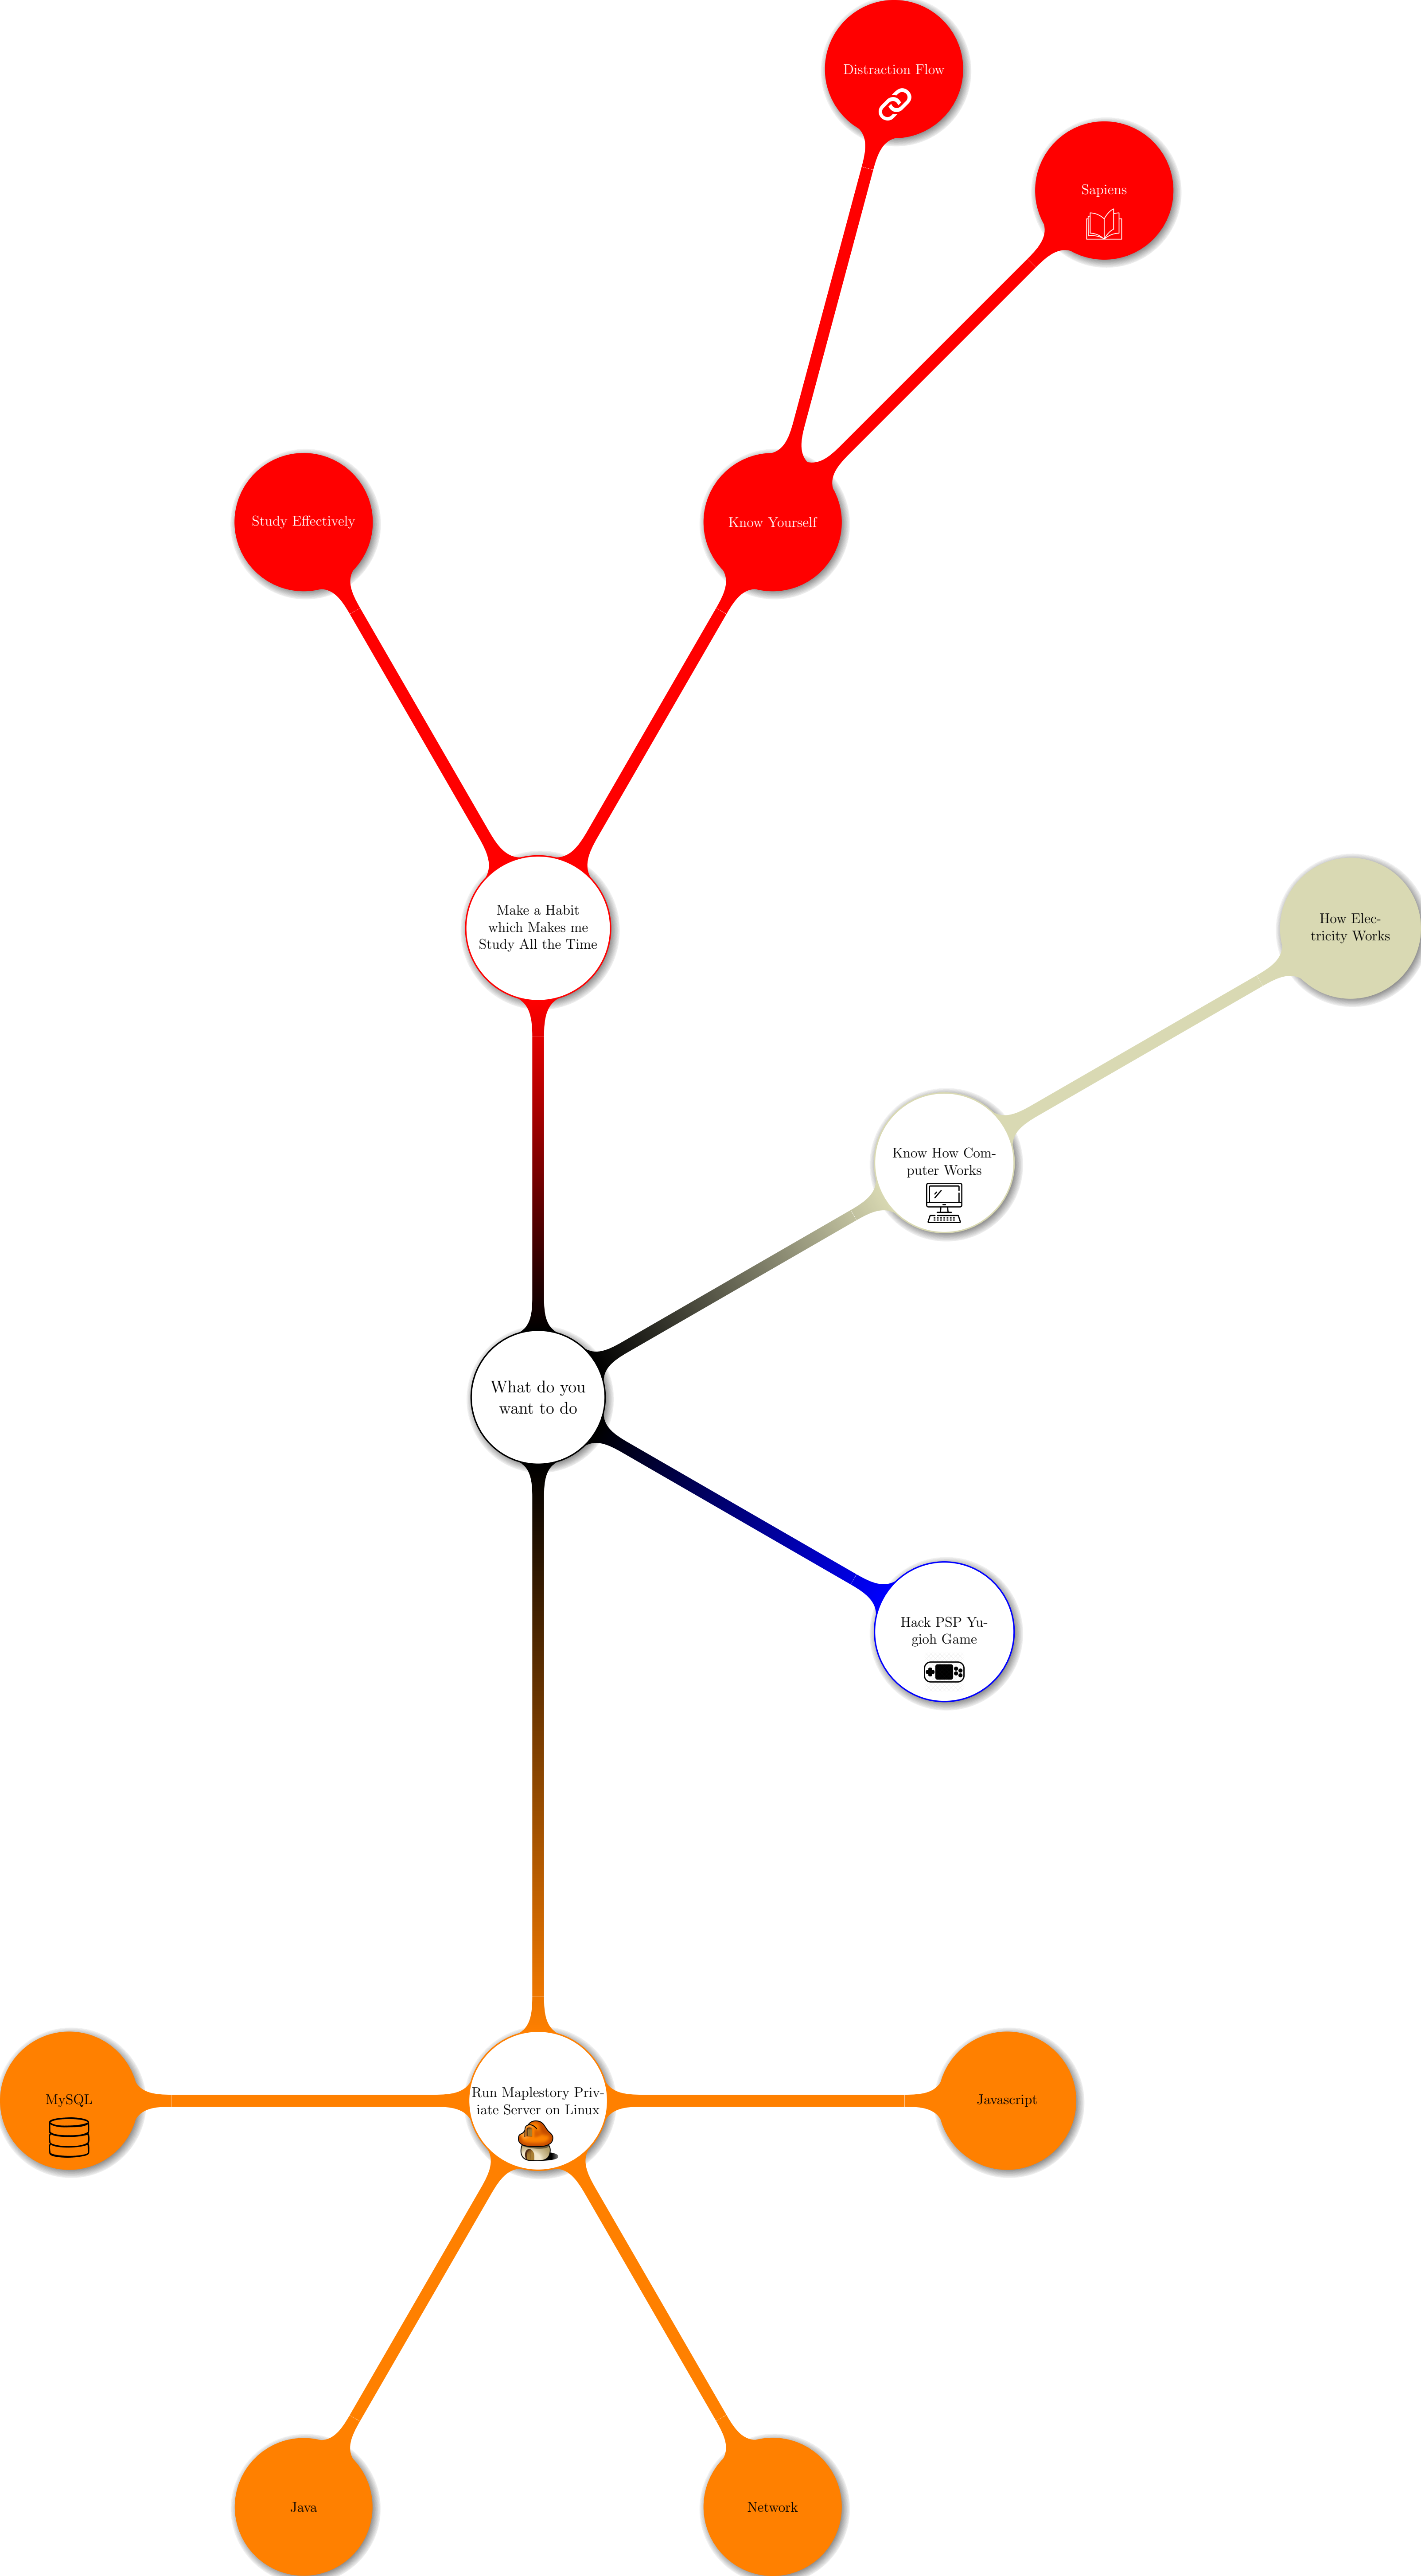 Distraction Flow
Sapiens
Study Effectively
Know Yourself
Make a Habit
which Makes me
Study All the Time
How Elec-
tricity Works
Know How Com-
puter Works
What do you
want to do
Hack PSP Yu-
gioh Game
MySQL
Run Maplestory Priv-
iate Server on Linux
Javascript
Java
Network